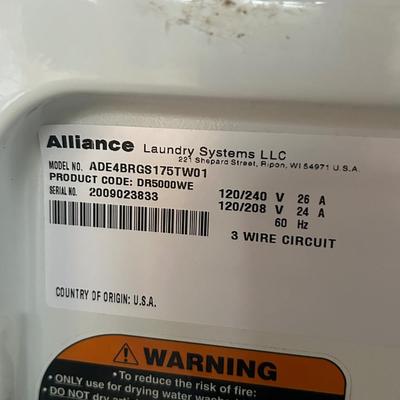 Alliance Laundry Systems LLC
221 Shepard Street, Ripon, WI 54971 U.S.A.
MODEL NO. ADE4BRGS175TW01
PRODUCT CODE: DR5000WE
SERIAL NO. 2009023833
120/240 V 26 A
120/208 V 24 A
60 Hz
3 WIRE CIRCUIT
COUNTRY OF ORIGIN: U.S.A.
WARNING
• To reduce the risk of fire:
• ONLY use for drying water washed
• DO NOT dry